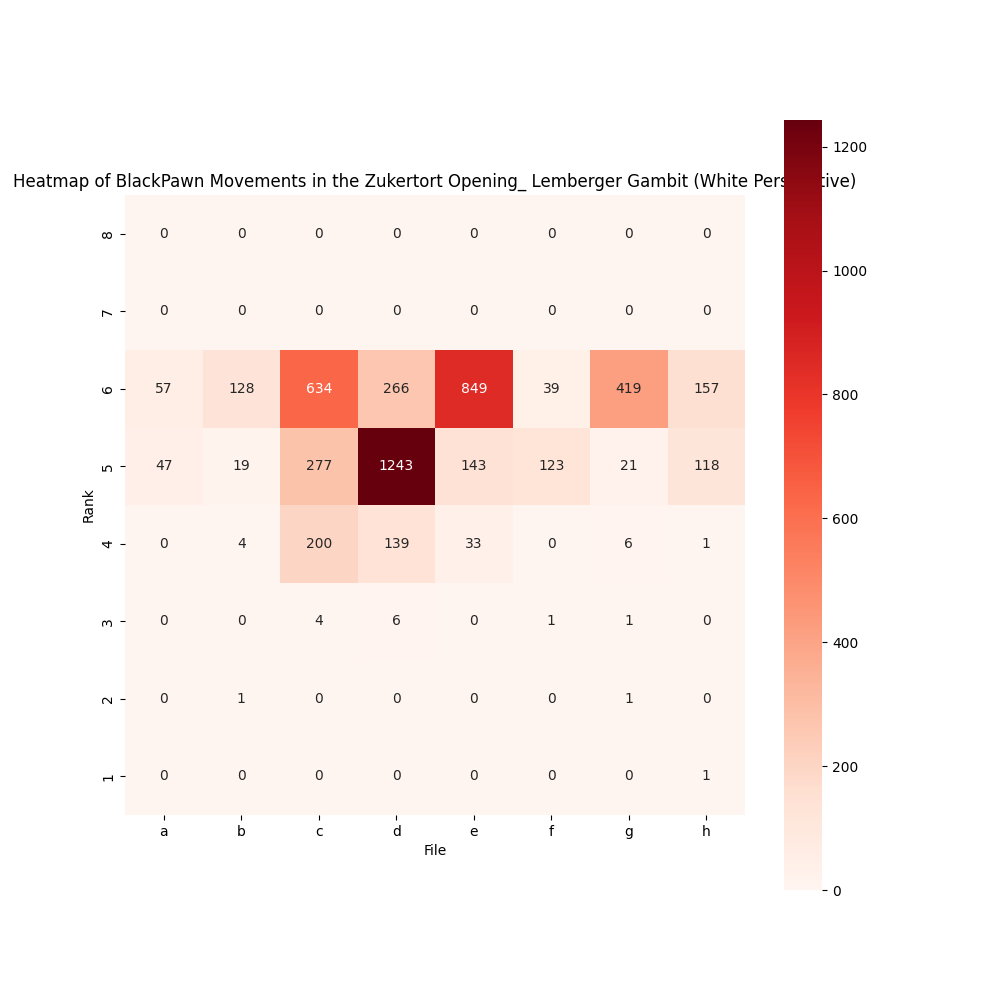 Heatmap of BlackPawn Movements in the Zukertort Opening_ Lemberger Gambit (White Perspective)
8 0 0 0 0 0 0 0 0
7 0 0 0 0 0 0 0 0
6 57 128 634 266 849 39 419 157
5 47 19 277 1243 143 123 21 118
4 0 4 200 139 33 0 6 1
3 0 0 4 6 0 1 1 0
2 0 1 0 0 0 0 1 0
1 0 0 0 0 0 0 0 1
a b c d e f g h
File
Rank
1200
1000
800
600
400
200
0